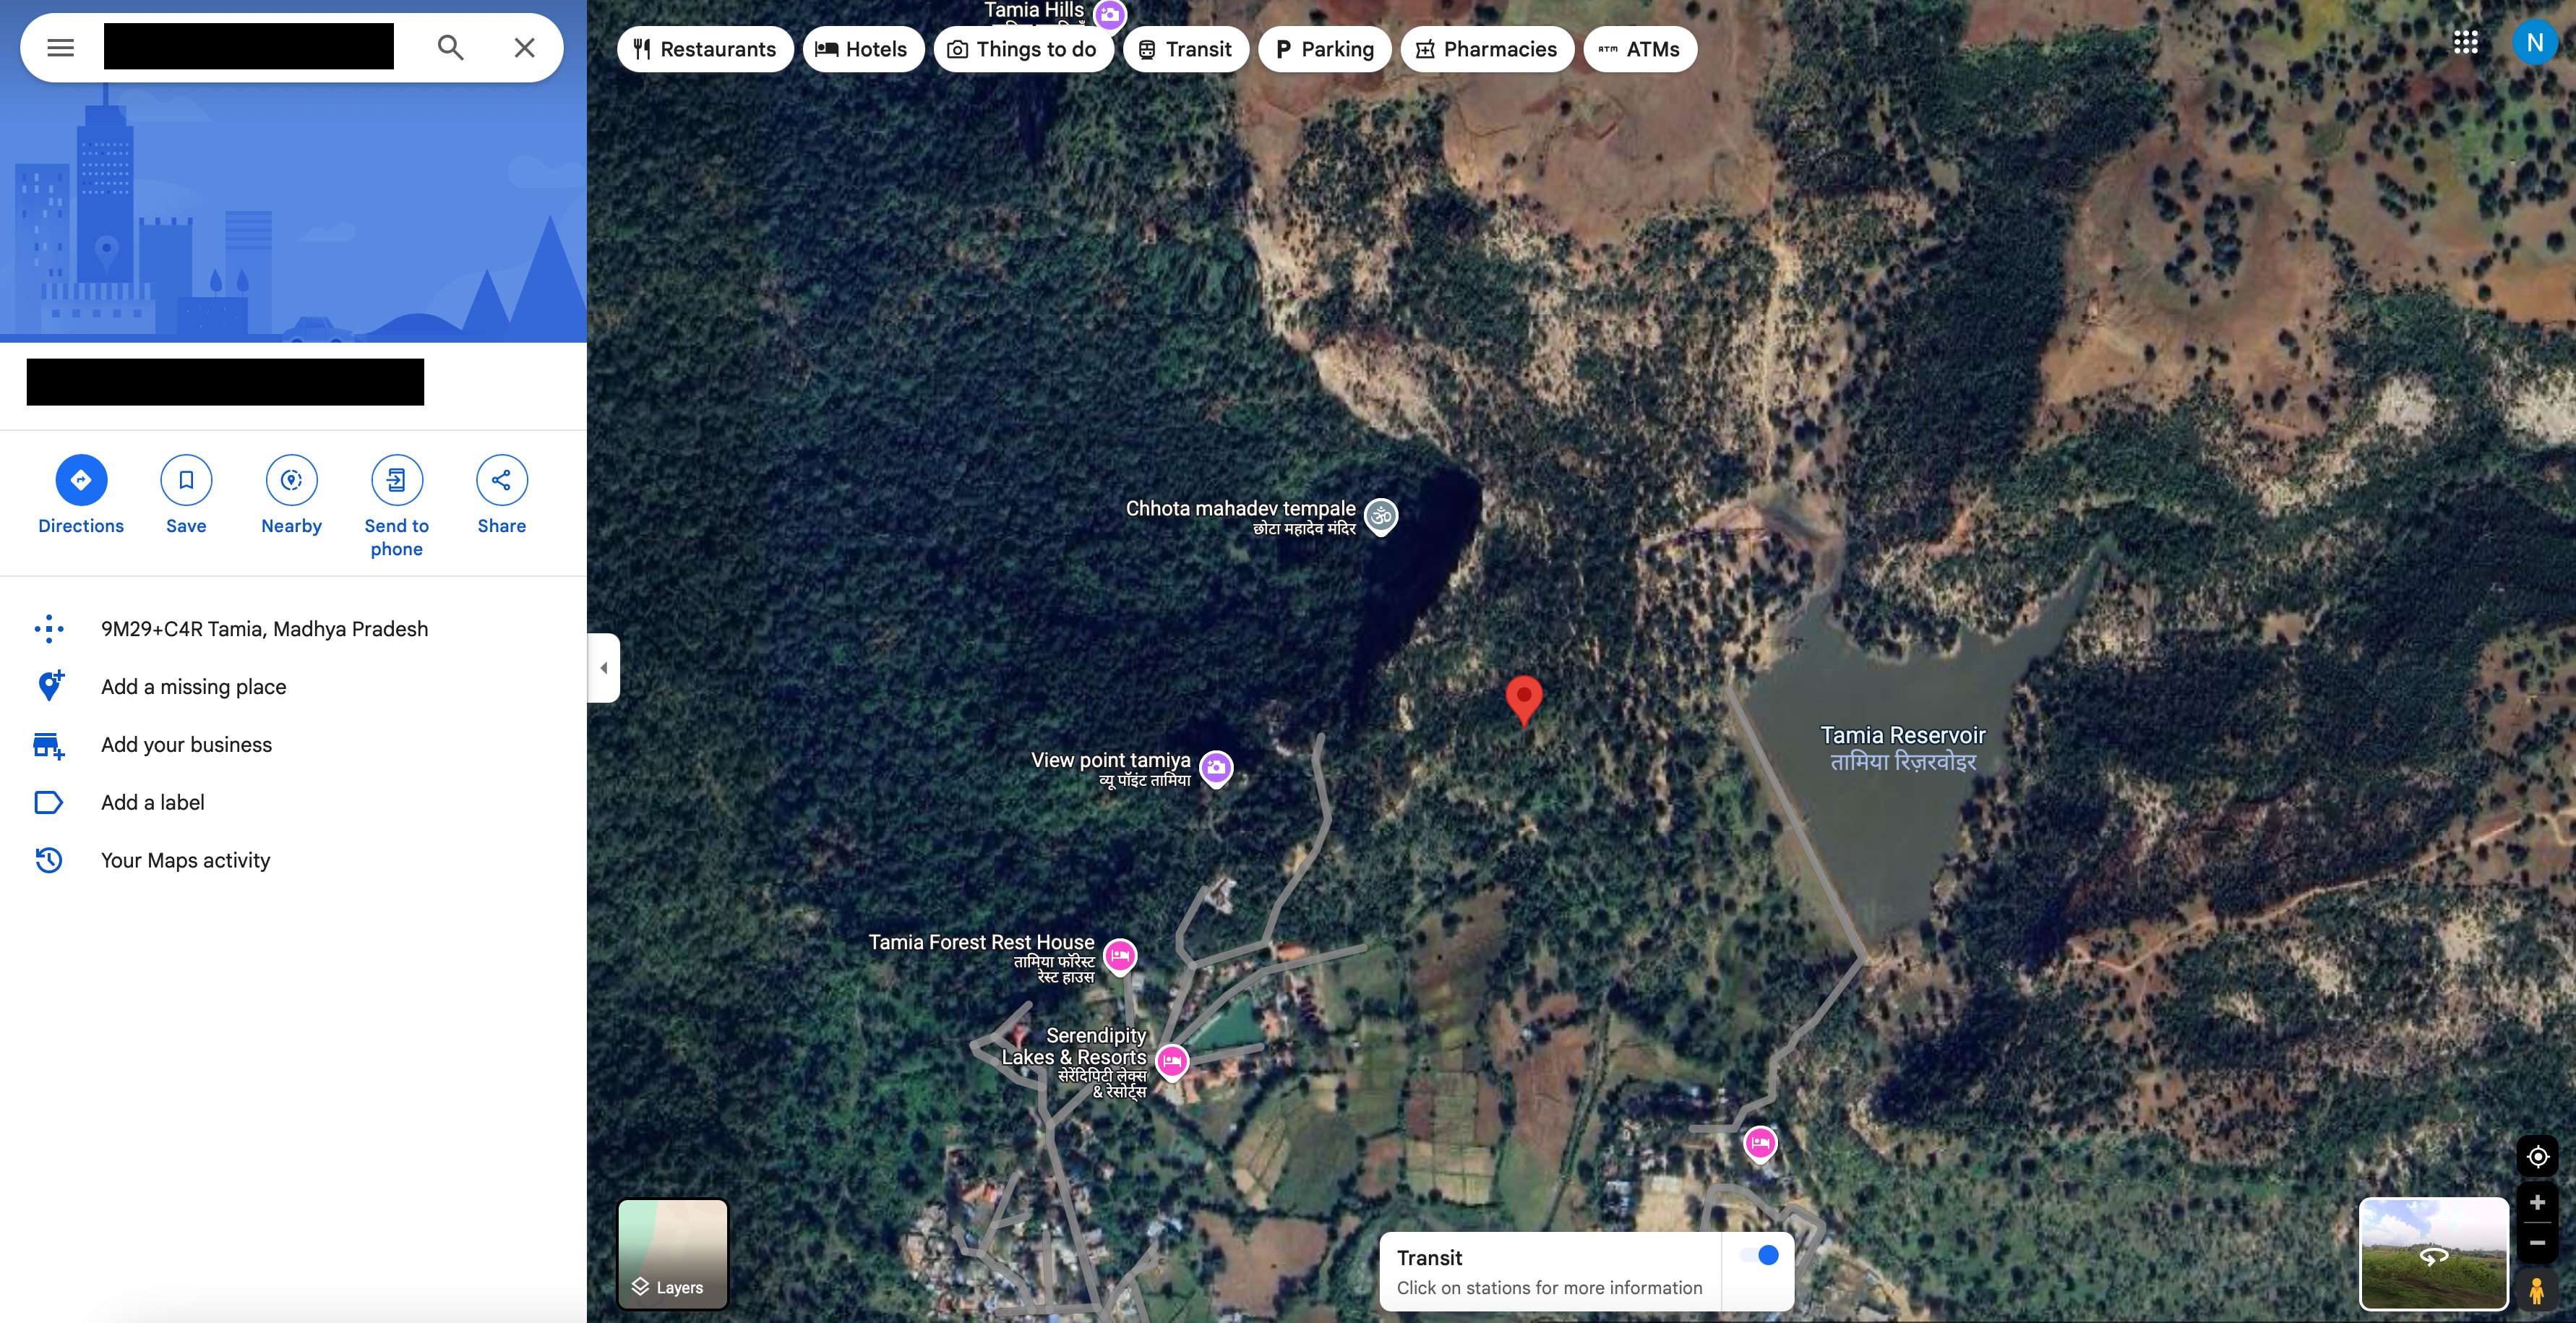 Tamia Hills
Restaurants
Hotels
Things to do
Transit
Parking
Pharmacies
ATMs
N
Directions
Save
Nearby
Send to
phone
Share
9M29+C4R Tamia, Madhya Pradesh
Add a missing place
Add your business
Add a label
Your Maps activity
Chhota mahadev tempale
छोटा महादेव मंदिर
View point tamiya
व्यू पॉइंट तामिया
Tamia Reservoir
तामिया रिज़रवोइर
Tamia Forest Rest House
तामिया फॉरेस्ट
रेस्ट हाउस
Serendipity
Lakes & Resorts
सेरेंदिपिटी लेक्स
& रेसोर्ट्स
Layers
Transit
Click on stations for more information